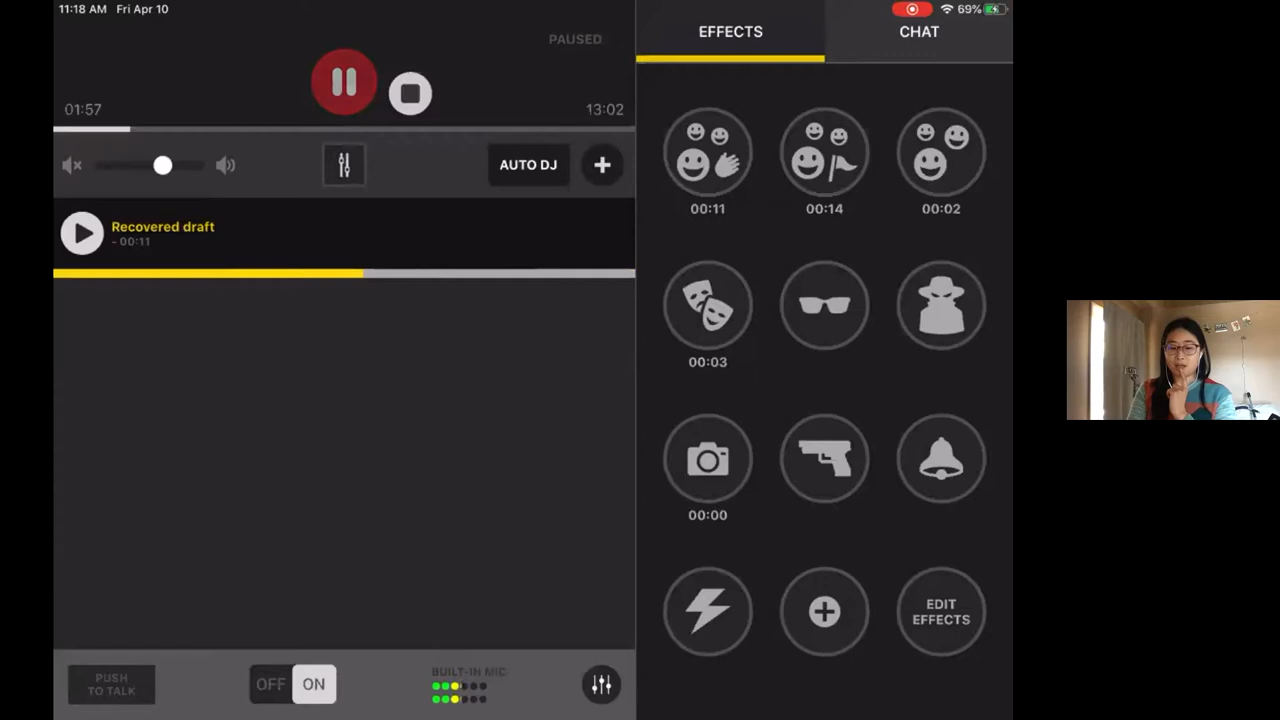 11:18 AM Fri Apr 10
69%
PAUSED
01:57
13:02
AUTO DJ
Recovered draft
- 00:11
PUSH
TO TALK
OFF
ON
BUILT-IN MIC
EFFECTS
CHAT
00:11
00:14
00:02
00:03
00:00
EDIT
EFFECTS